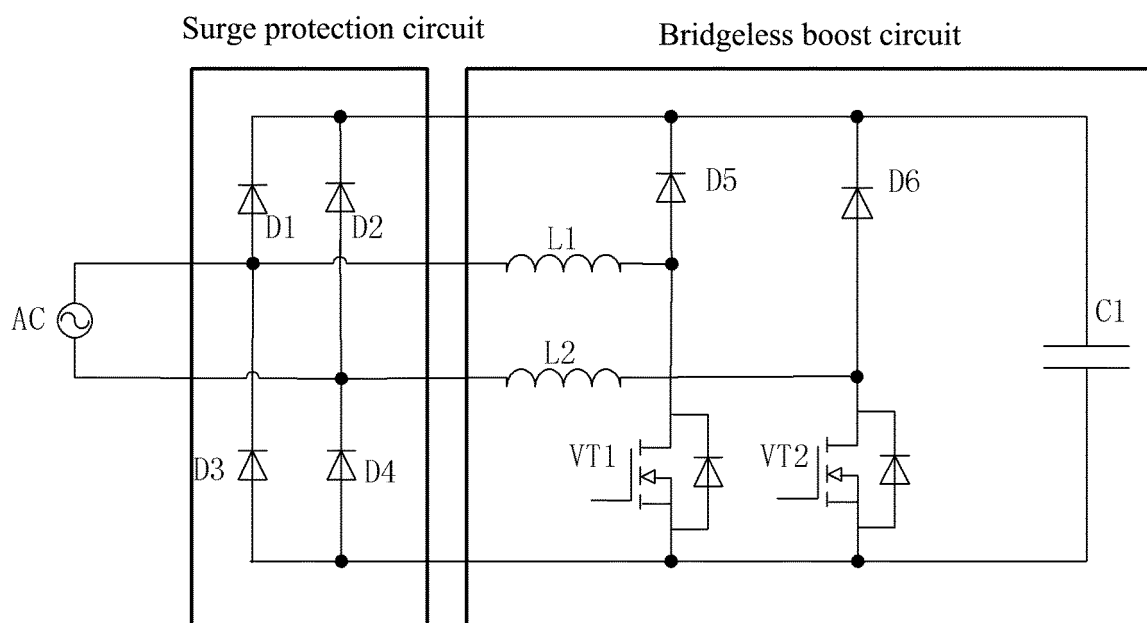 Surge protection circuit
Bridgeless boost circuit
D5
D6
D1
D2
L1
AC
C1
L2
D3
D4
VT1
VT2